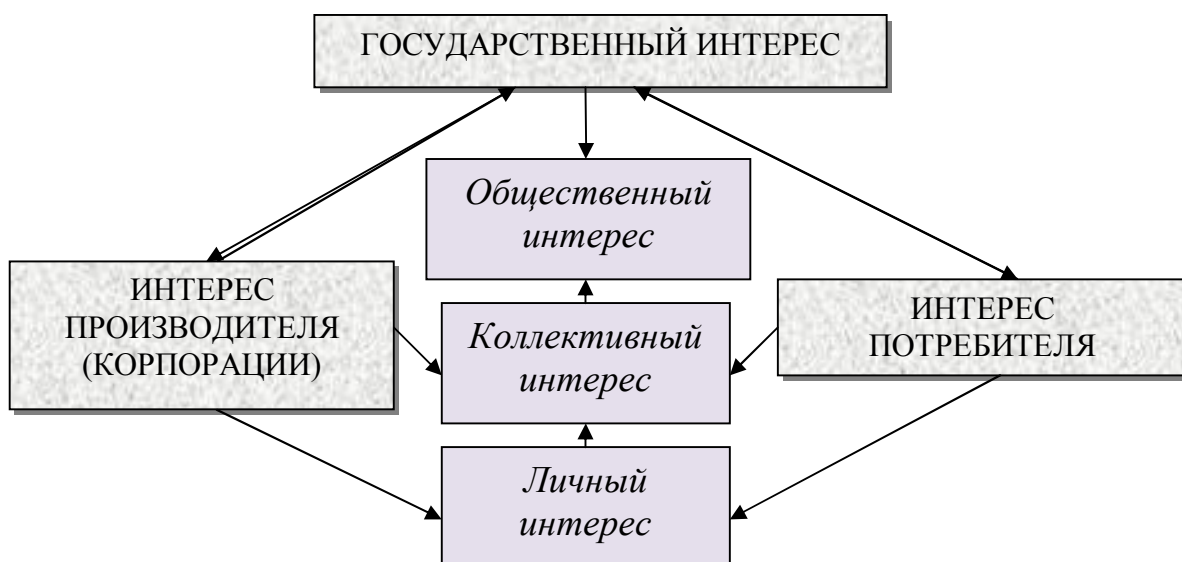 ГОСУДАРСТВЕННЫЙ ИНТЕРЕС
Общественный
интерес
ИНТЕРЕС
ПРОИЗВОДИТЕЛЯ
(КОРПОРАЦИИ)
Коллективный
интерес
ИНТЕРЕС
ПОТРЕБИТЕЛЯ
Личный
интерес